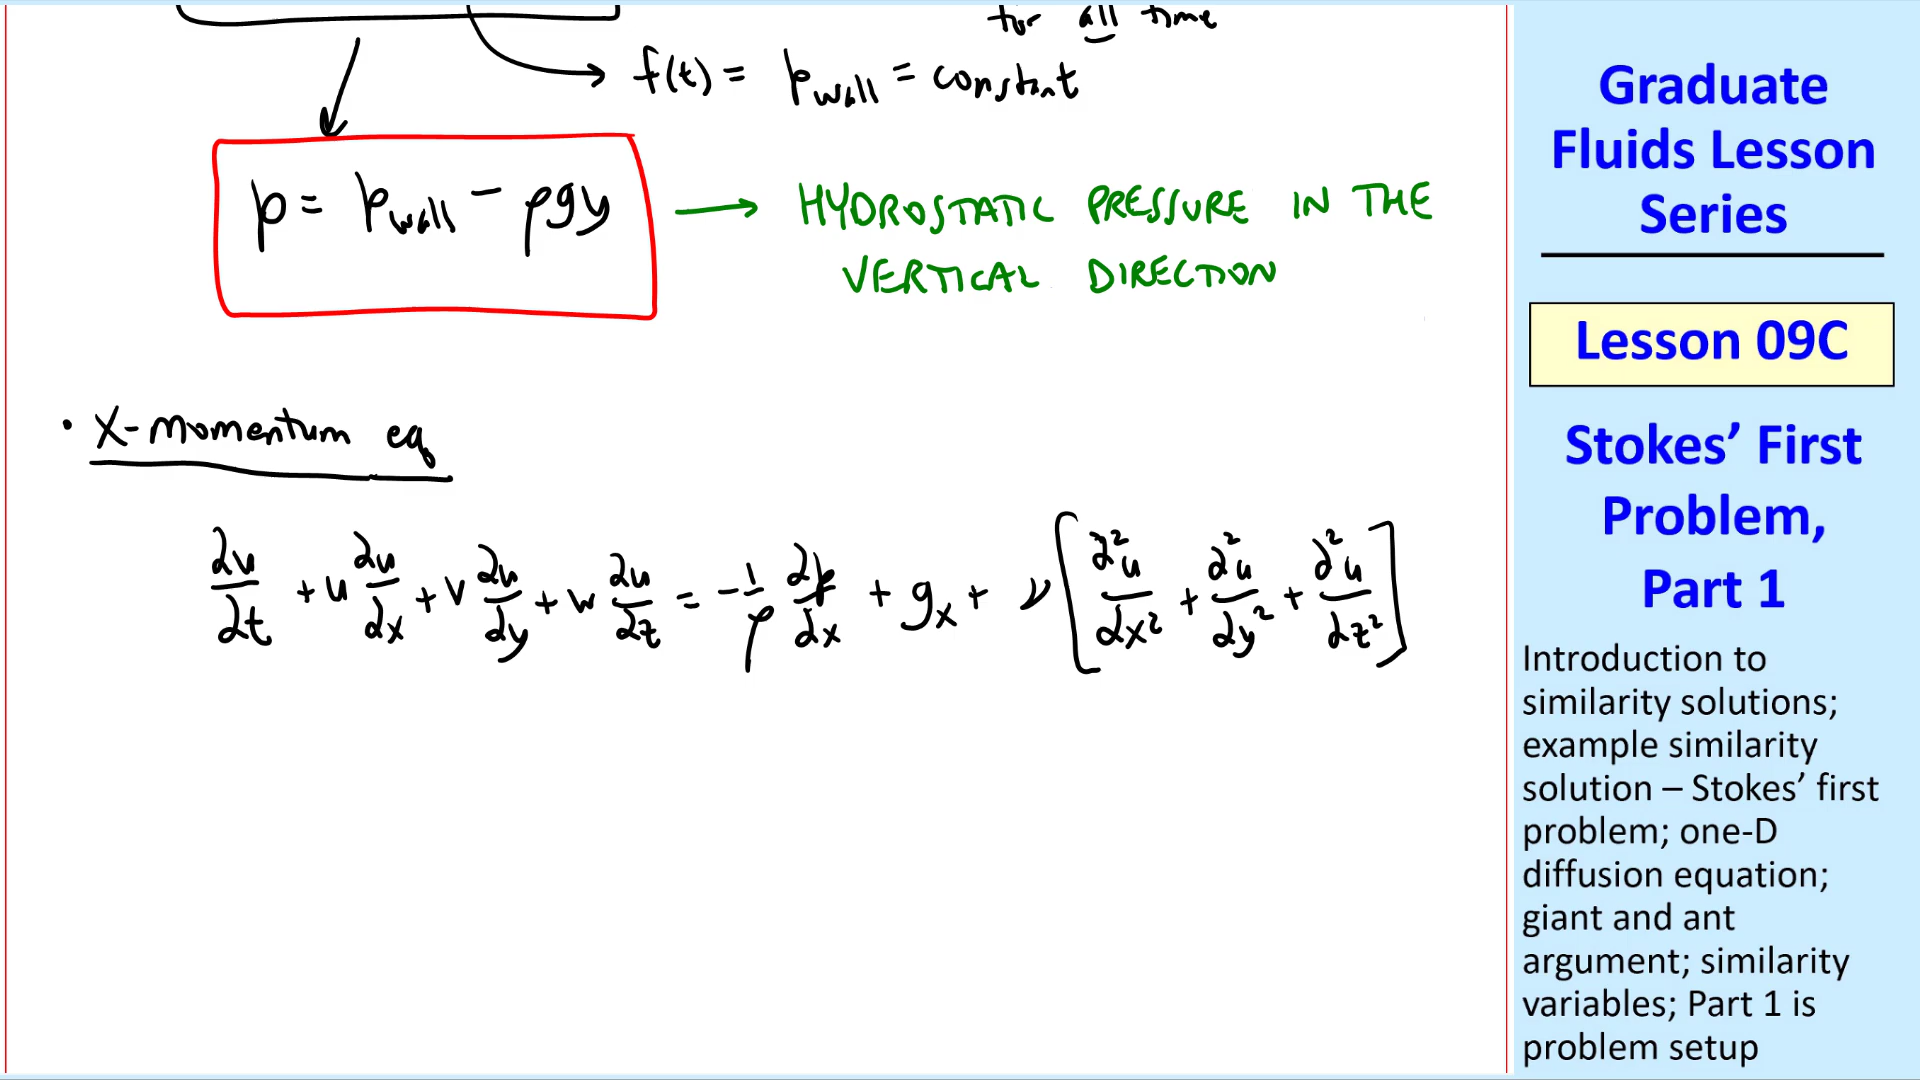 for all time
f(t) = p_wall = constant
p = p_wall - ρgy → HYDROSTATIC PRESSURE IN THE
VERTICAL DIRECTION
• X-momentum eq
∂u/∂t + u ∂u/∂x + v ∂u/∂y + w ∂u/∂z = -1/ρ ∂p/∂x + g_x + ν [∂²u/∂x² + ∂²u/∂y² + ∂²u/∂z²]
Graduate
Fluids Lesson
Series
Lesson 09C
Stokes’ First
Problem,
Part 1
Introduction to
similarity solutions;
example similarity
solution – Stokes’ first
problem; one-D
diffusion equation;
giant and ant
argument; similarity
variables; Part 1 is
problem setup